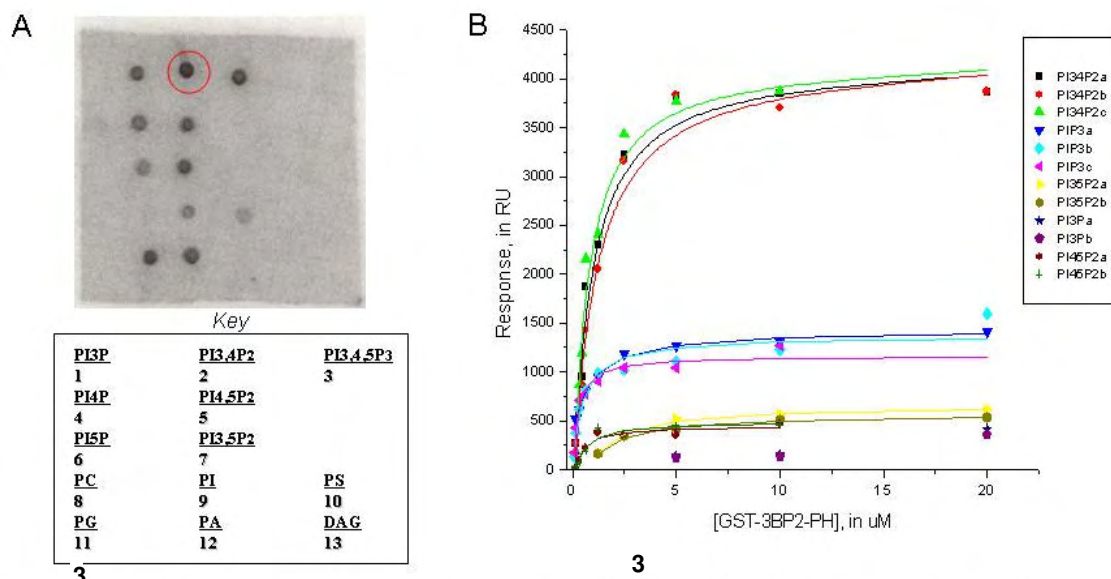 A
Key
PI3P PI3,4P2 PI3,4,5P3
1 2 3
PI4P PI4,5P2
4 5
PI5P PI3,5P2
6 7
PC PI PS
8 9 10
PG PA DAG
11 12 13
3
B
4500
4000
3500
3000
2500
2000
1500
1000
500
0
Response, in RU
0 5 10 15 20
[GST-3BP2-PH], in uM
PI34P2a
PI34P2b
PI34P2c
PIP3a
PIP3b
PIP3c
PI35P2a
PI35P2b
PI3Pa
PI3Pb
PI45P2a
PI45P2b
3